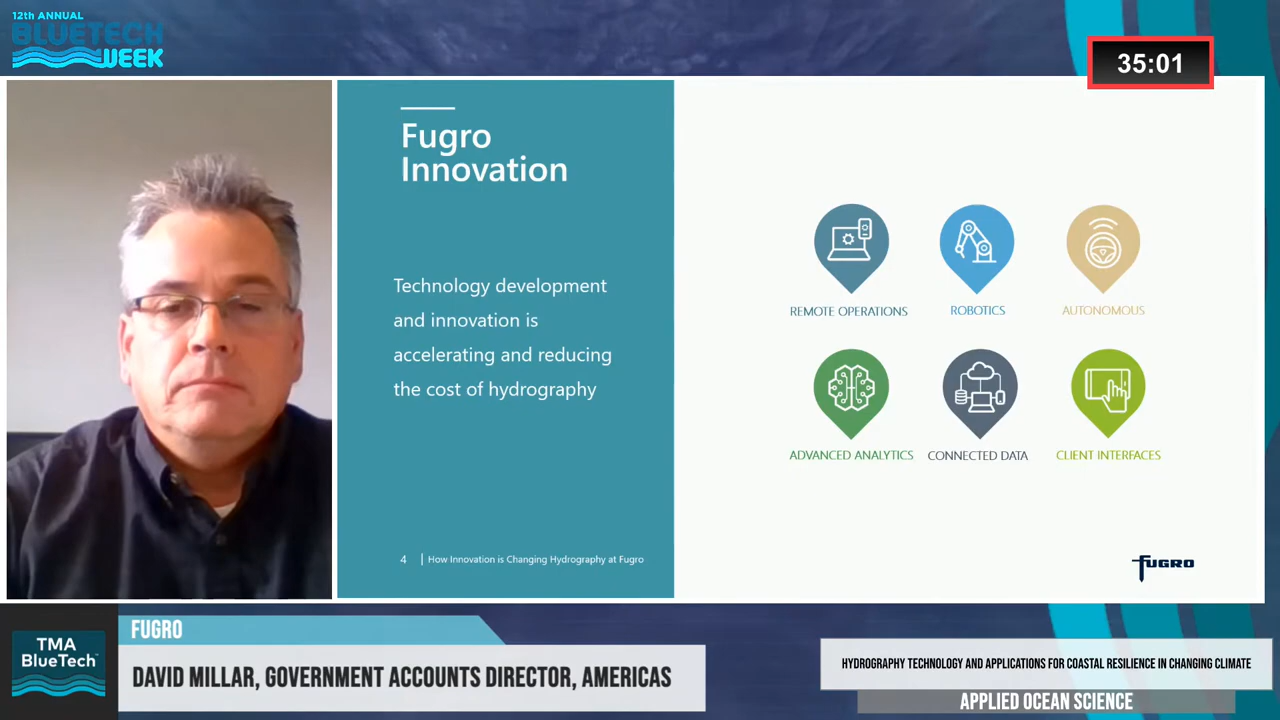 12th ANNUAL
BLUETECH
WEEK
35:01
Fugro
Innovation
Technology development
and innovation is
accelerating and reducing
the cost of hydrography
4 | How Innovation is Changing Hydrography at Fugro
REMOTE OPERATIONS
ROBOTICS
AUTONOMOUS
ADVANCED ANALYTICS
CONNECTED DATA
CLIENT INTERFACES
FUGRO
TMA
BlueTech™
FUGRO
DAVID MILLAR, GOVERNMENT ACCOUNTS DIRECTOR, AMERICAS
HYDROGRAPHY TECHNOLOGY AND APPLICATIONS FOR COASTAL RESILIENCE IN CHANGING CLIMATE
APPLIED OCEAN SCIENCE